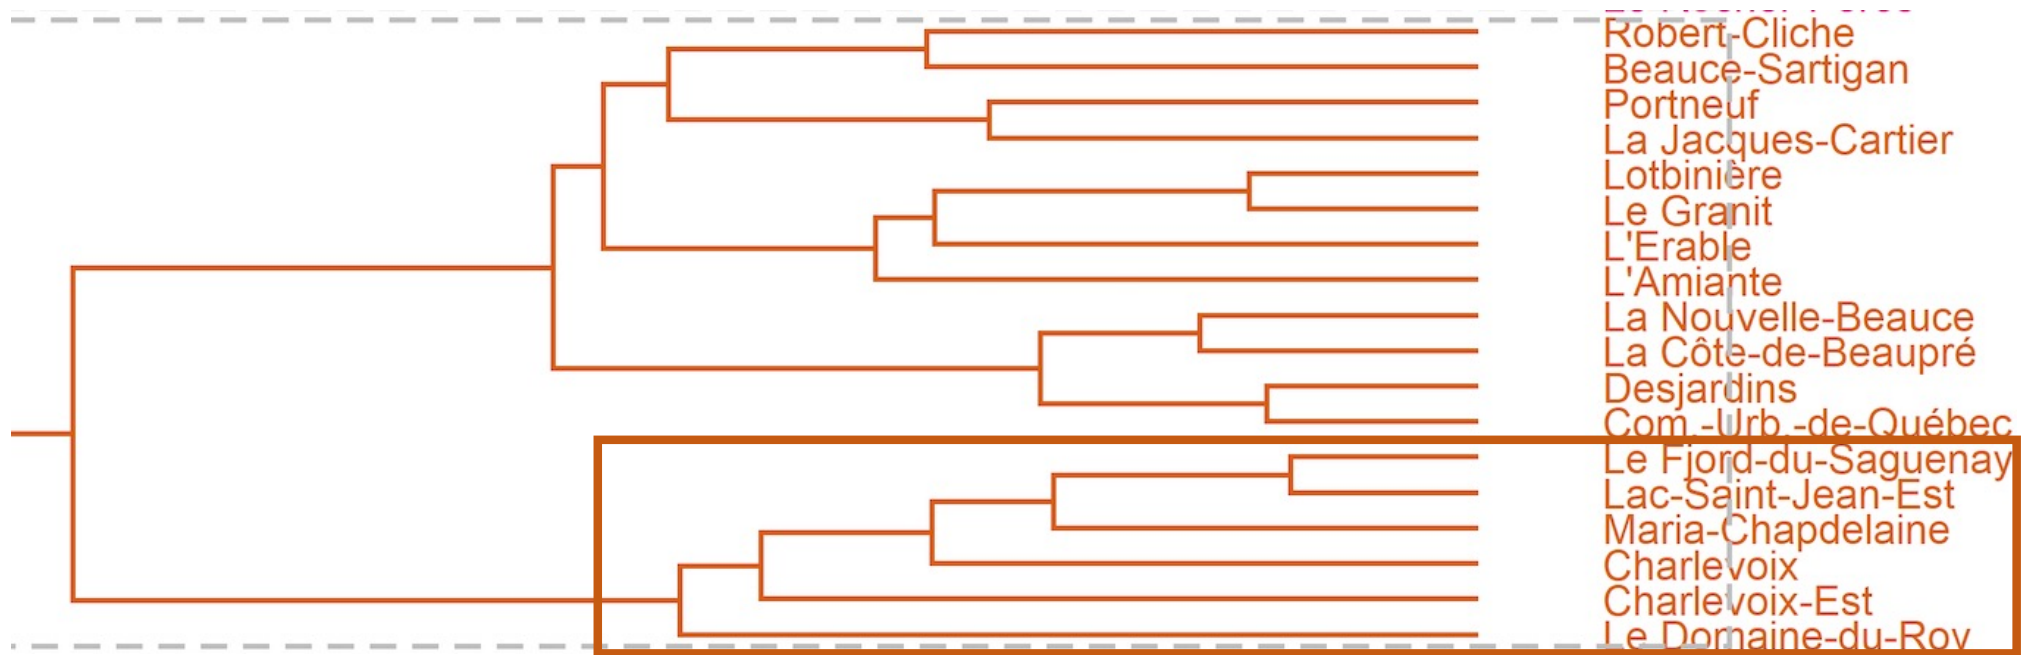 Robert-Cliche
Beauce-Sartigan
Portneuf
La Jacques-Cartier
Lotbinière
Le Granit
L'Erable
L'Amiante
La Nouvelle-Beauce
La Côte-de-Beaupré
Desjardins
Com.-Urb.-de-Québec
Le Fjord-du-Saguenay
Lac-Saint-Jean-Est
Maria-Chapdelaine
Charlevoix
Charlevoix-Est
Le Domaine-du-Roy